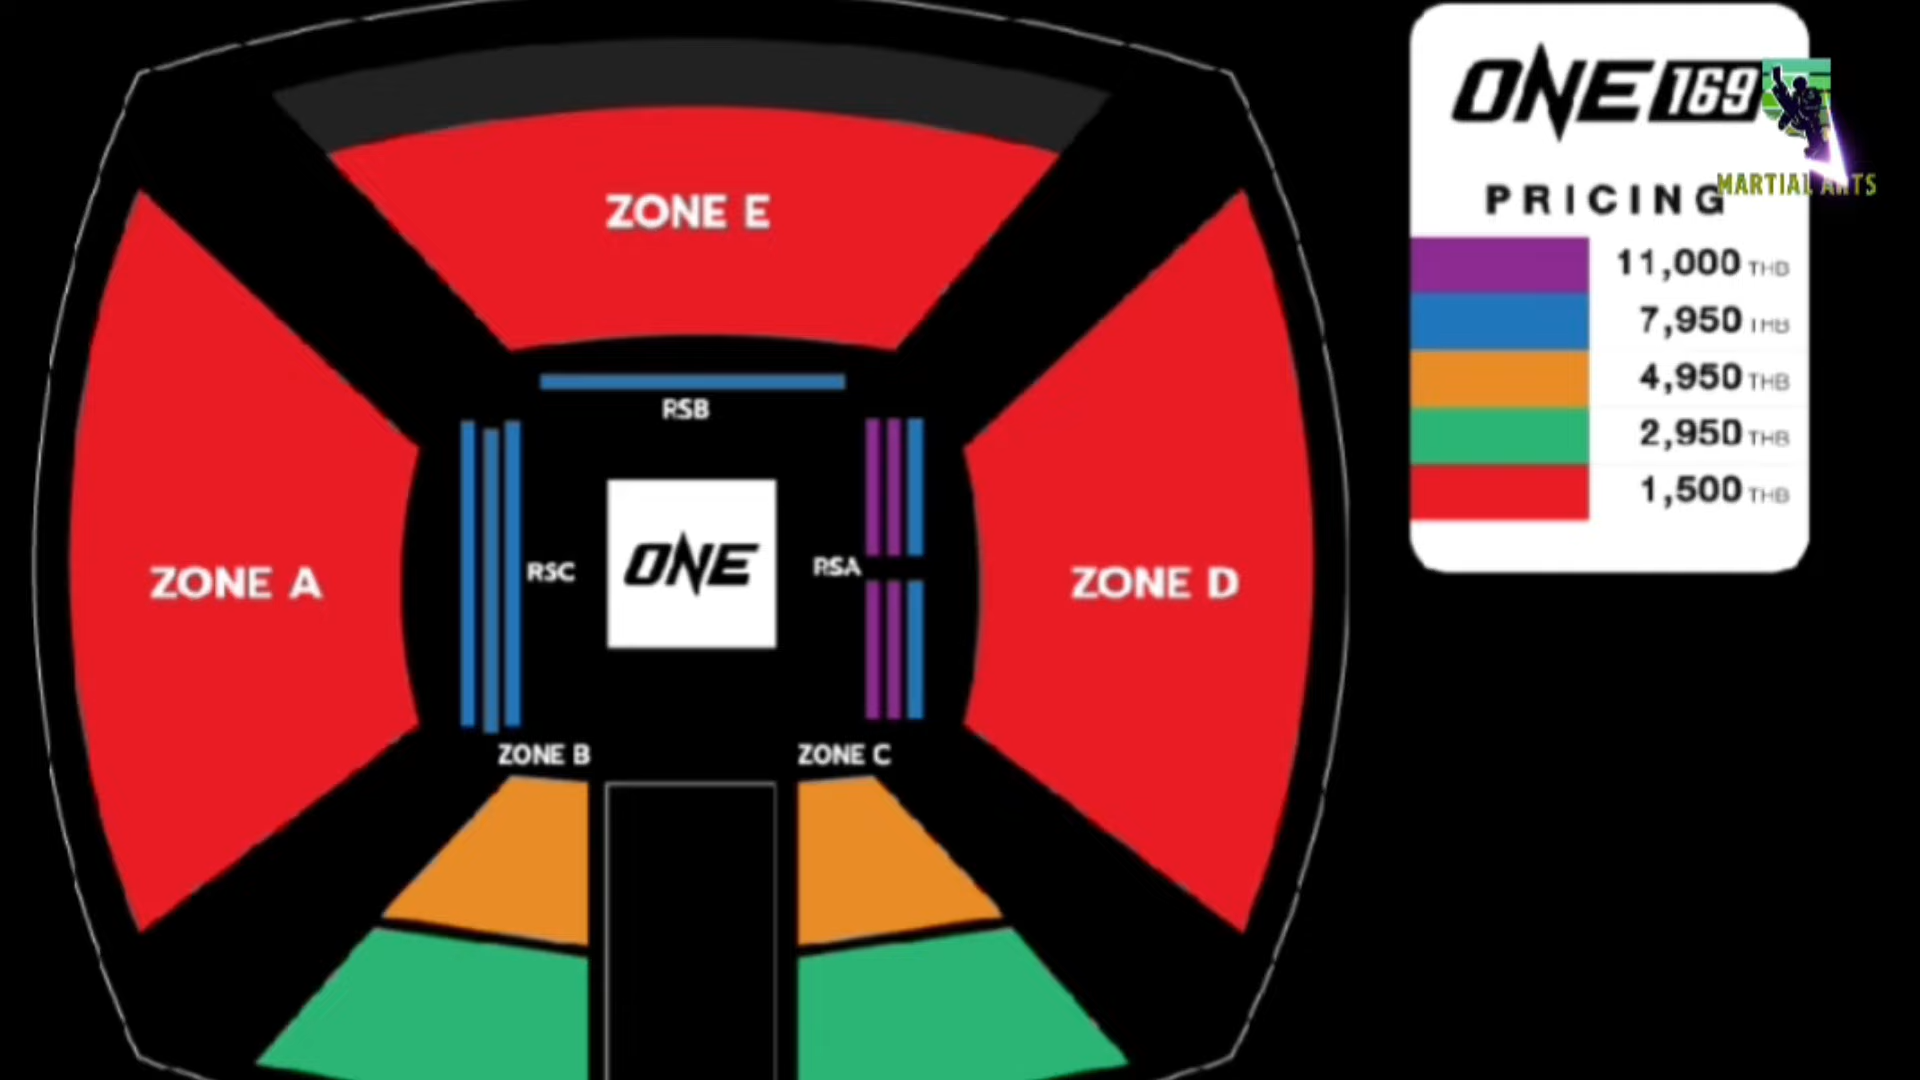 ONE 169
MARTIAL ARTS
PRICING
11,000 THB
7,950 THB
4,950 THB
2,950 THB
1,500 THB
ZONE E
RSB
ZONE A
RSC
ONE
RSA
ZONE D
ZONE B
ZONE C